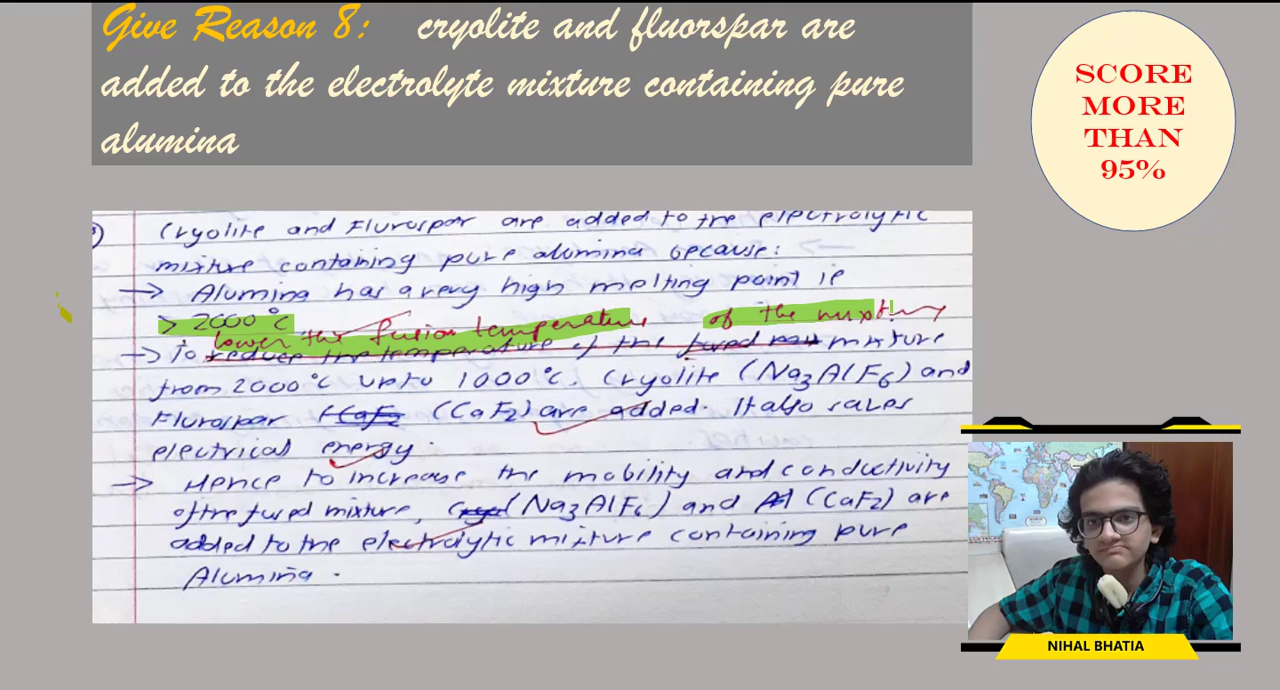 Give Reason 8: cryolite and fluorspar are
added to the electrolyte mixture containing pure
alumina
SCORE
MORE
THAN
95%
Cryolite and Flurospar are added to the electrolytic
mixture containing pure alumina because:
→ Alumina has a very high melting point ie
> 2000°C
lower the fusion temperature of the mixture
→ To reduce the temperature of the fused mixture
from 2000°C upto 1000°C. Cryolite (Na3AlF6) and
Flurospar CaF2 (CaF2) are added. It also saves
electrical energy.
→ Hence to increase the mobility and conductivity
of the fused mixture, (Na3AlF6) and Al (CaF2) are
added to the electrolytic mixture containing pure
Alumina.
NIHAL BHATIA